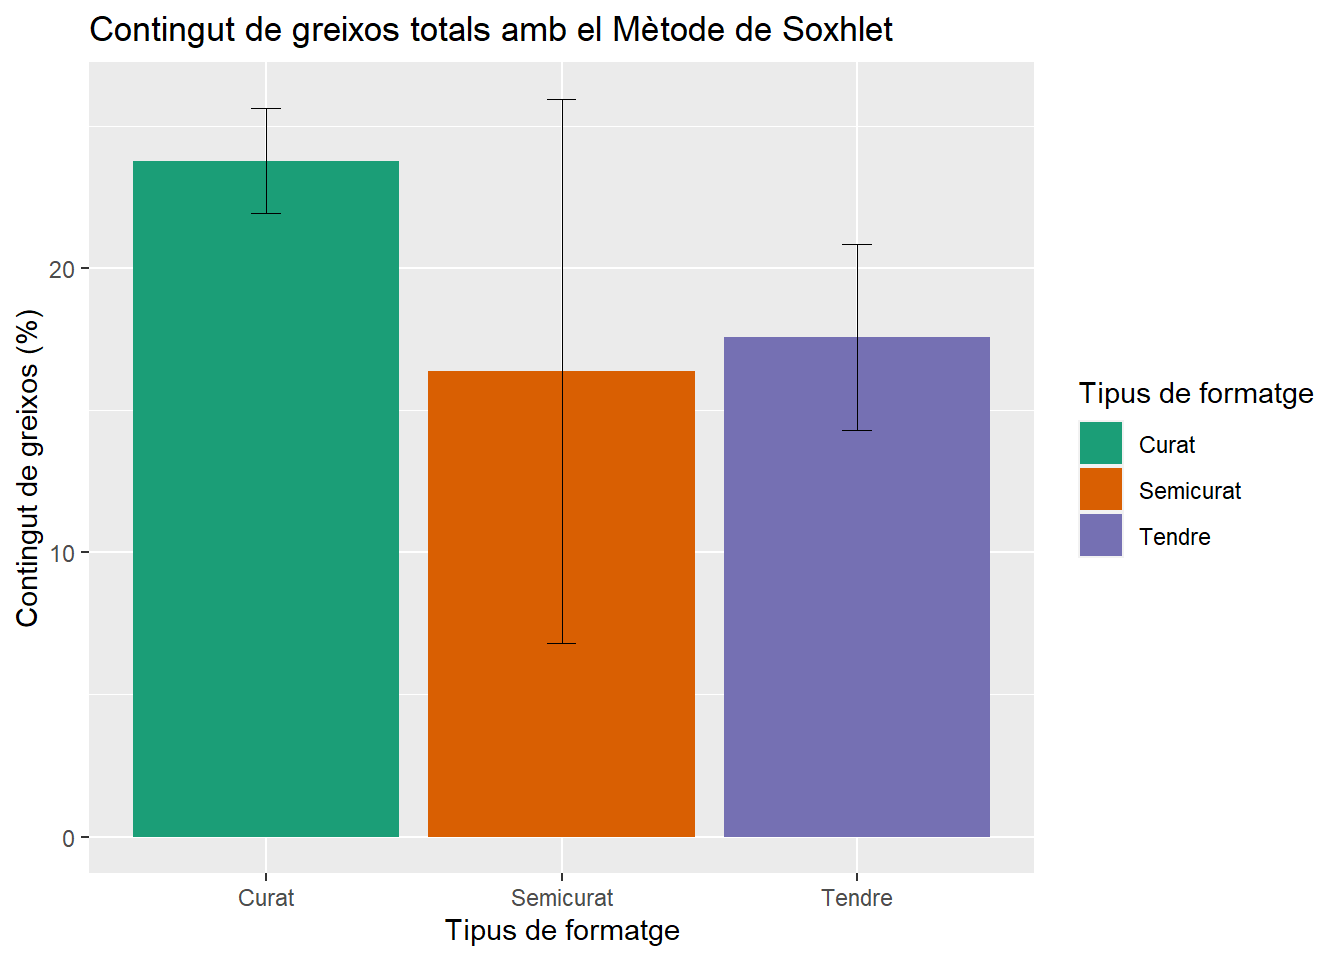 Contingut de greixos totals amb el Mètode de Soxhlet
Contingut de greixos (%)
20
10
0
Curat
Semicurat
Tendre
Tipus de formatge
Tipus de formatge
Curat
Semicurat
Tendre